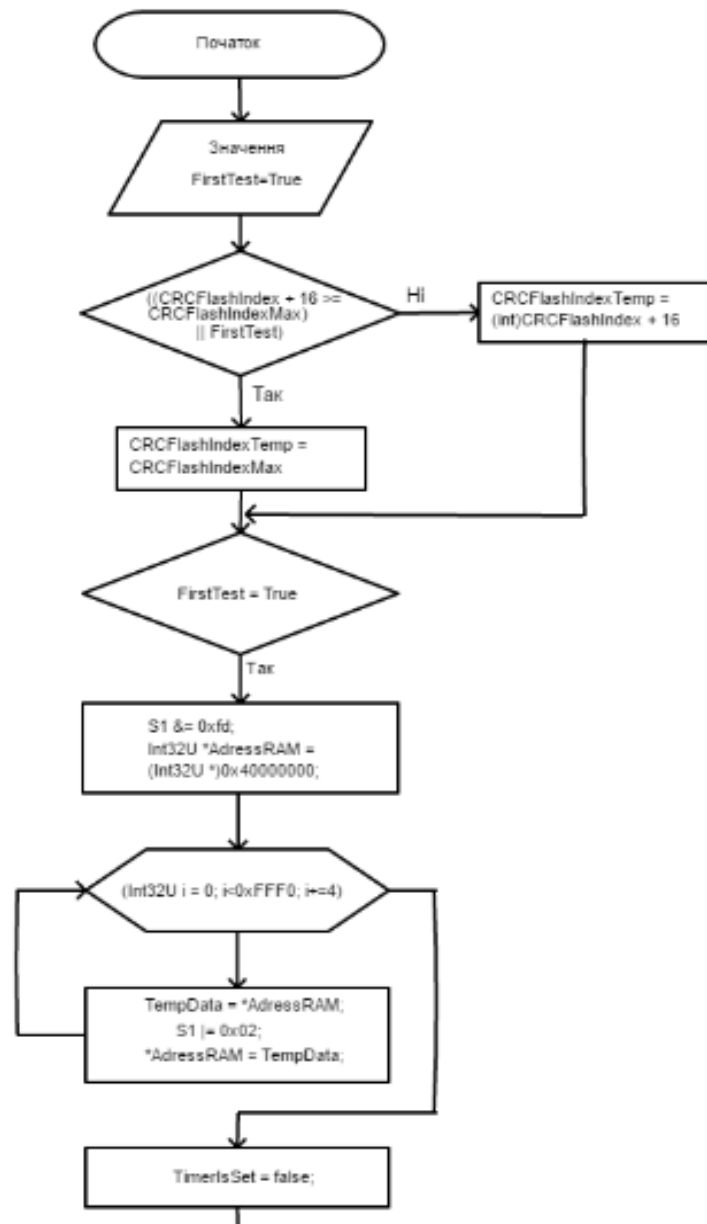 Початок
Значення
FirstTest=True
((CRCFlashIndex + 16 >=
CRCFlashIndexMax)
|| FirstTest)
Ні
CRCFlashIndexTemp =
(int)CRCFlashIndex + 16
Так
CRCFlashIndexTemp =
CRCFlashIndexMax
FirstTest = True
Так
S1 &= 0xfd;
Int32U *AdressRAM =
(Int32U *)0x40000000;
(Int32U i = 0; i<0xFFF0; i+=4)
TempData = *AdressRAM;
S1 |= 0x02;
*AdressRAM = TempData;
TimerIsSet = false;